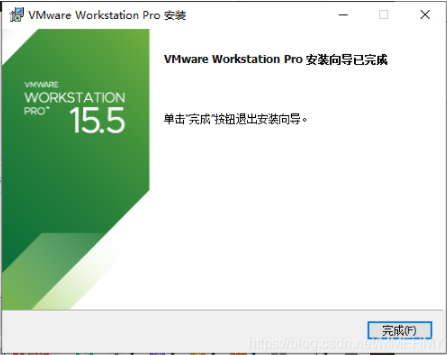 VMware Workstation Pro 安装
VMware Workstation Pro 安装向导已完成
VMWARE
WORKSTATION
PRO™
15.5
单击"完成"按钮退出安装向导。
完成(F)
https://blog.csdn.net/MMEHMY